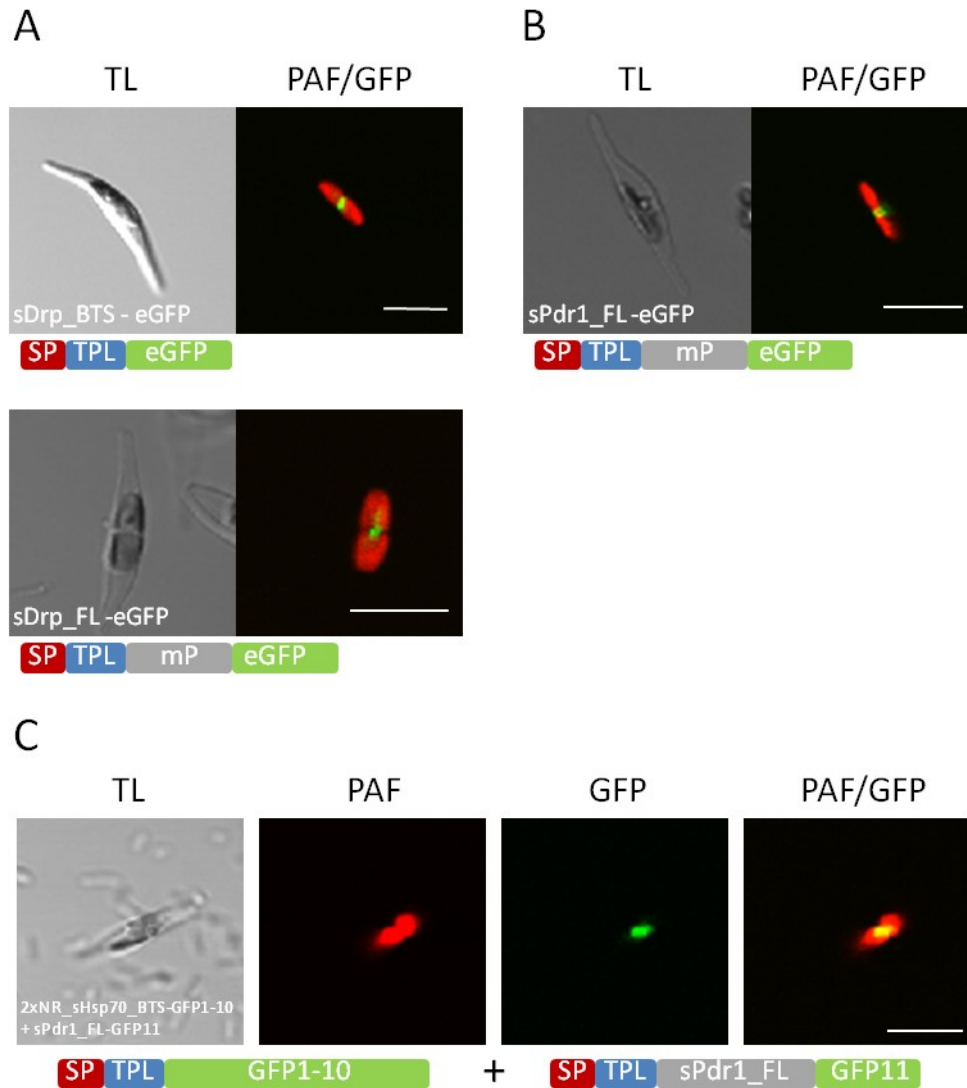 A
B
TL PAF/GFP
TL PAF/GFP
sDrp_BTS - eGFP
sPdr1_FL-eGFP
SP TPL eGFP
SP TPL mP eGFP
sDrp_FL-eGFP
SP TPL mP eGFP
C
TL PAF GFP PAF/GFP
2xNR_sHsp70_BTS-GFP1-10
+ sPdr1_FL-GFP11
SP TPL GFP1-10 + SP TPL sPdr1_FL GFP11